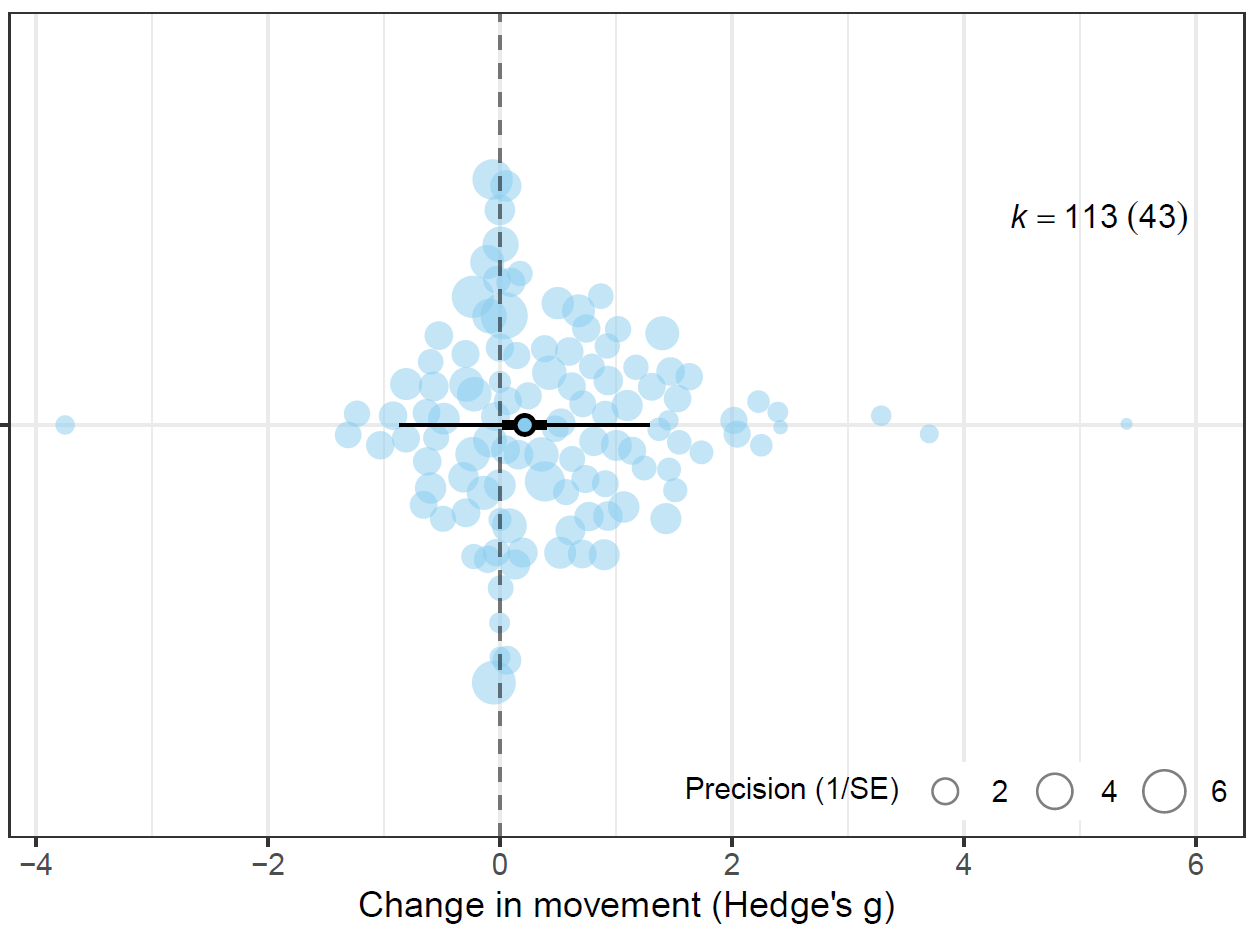 k = 113 (43)
Precision (1/SE) 2 4 6
−4 −2 0 2 4 6
Change in movement (Hedge's g)